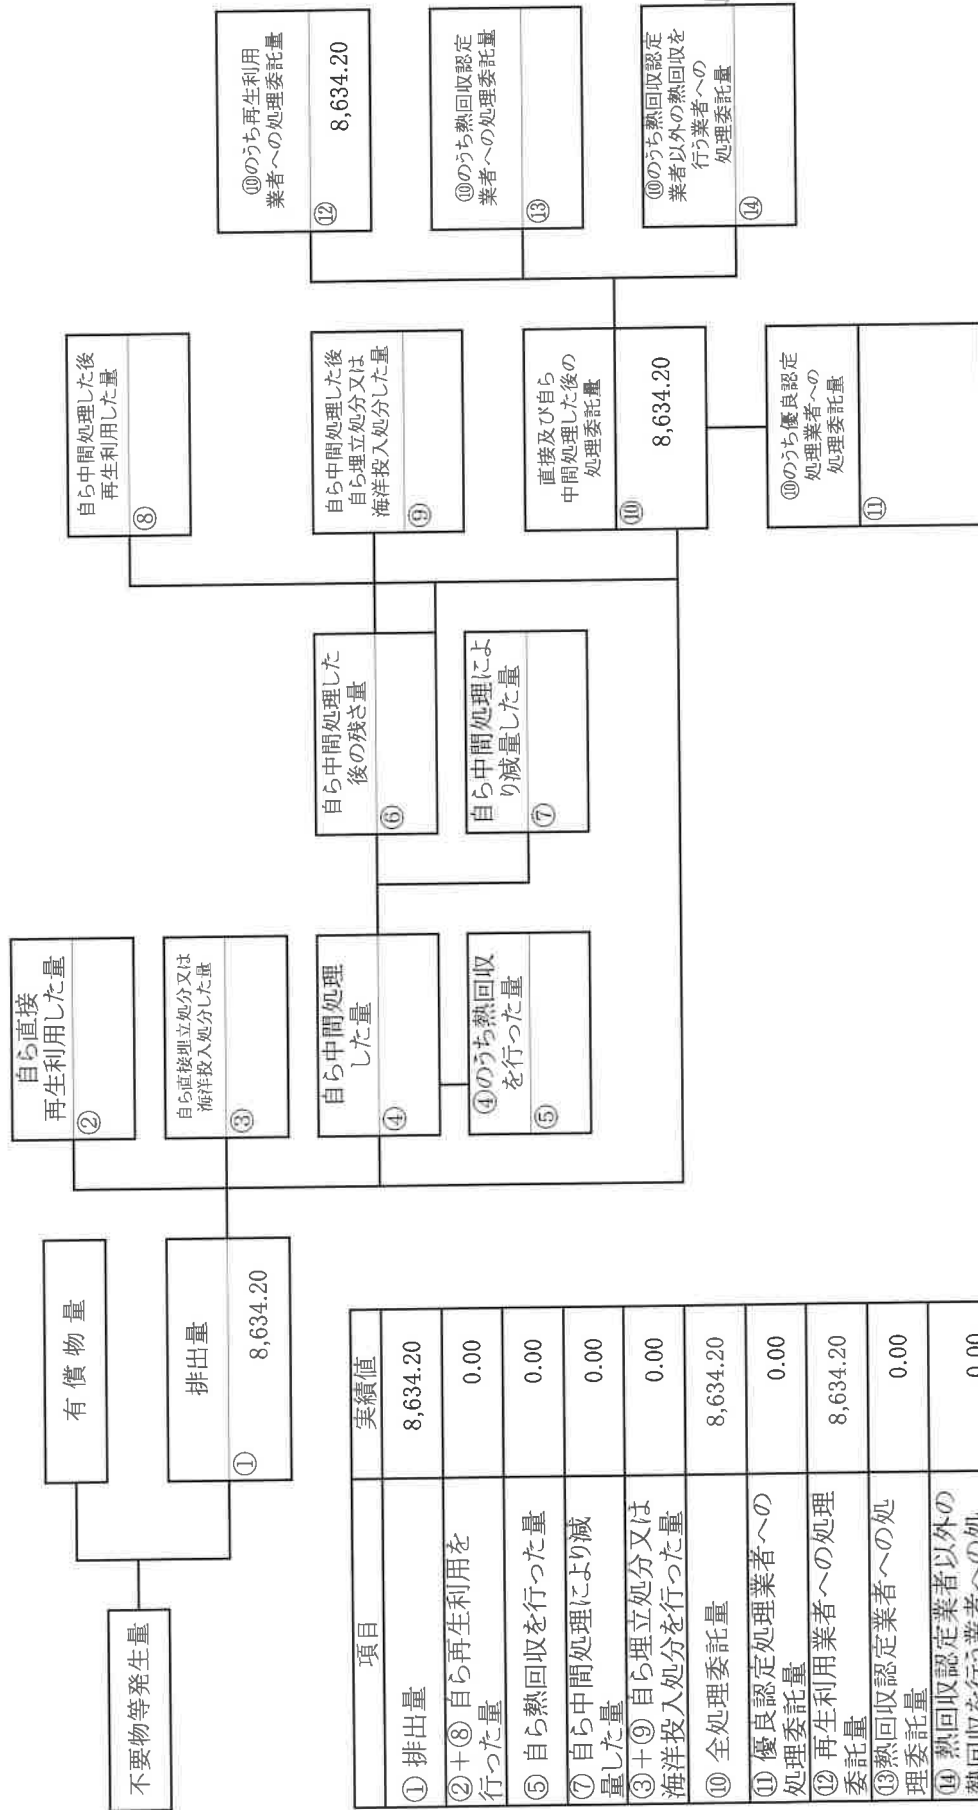 不要物等発生量
有償物量
排出量
①
8,634.20
自ら直接
再生利用した量
②
自ら直接埋立処分又は
海洋投入処分した量
③
自ら中間処理
した量
④
④のうち熱回収
を行った量
⑤
自ら中間処理した
後の残さ量
⑥
自ら中間処理によ
り減量した量
⑦
自ら中間処理した後
再生利用した量
⑧
自ら中間処理した後
自ら埋立処分又は
海洋投入処分した量
⑨
直接及び自ら
中間処理した後の
処理委託量
⑩
8,634.20
⑩のうち優良認定
処理業者への
処理委託量
⑪
⑩のうち再生利用
業者への処理委託量
⑫
8,634.20
⑩のうち熱回収認定
業者への処理委託量
⑬
⑩のうち熱回収認定
業者以外の熱回収を
行う業者への
処理委託量
⑭
項目 実績値
① 排出量 8,634.20
②+⑧ 自ら再生利用を
行った量 0.00
⑤ 自ら熱回収を行った量 0.00
⑦ 自ら中間処理により減
量した量 0.00
③+⑨ 自ら埋立処分又は
海洋投入処分を行った量 0.00
⑩ 全処理委託量 8,634.20
⑪ 優良認定処理業者への
処理委託量 0.00
⑫ 再生利用業者への処理
委託量 8,634.20
⑬熱回収認定業者への処
理委託量 0.00
⑭ 熱回収認定業者以外の
熱回収を行う業者への処 0.00